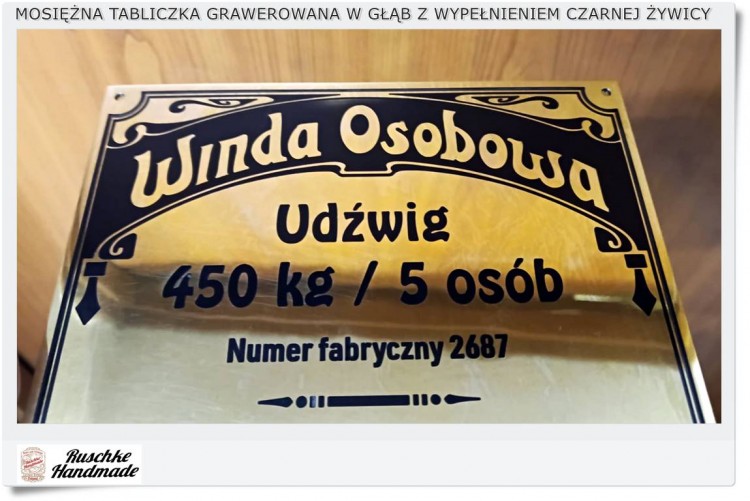 MOSIĘŻNA TABLICZKA GRAWEROWANA W GŁĄB Z WYPEŁNIENIEM CZARNEJ ŻYWICY
Winda Osobowa
Udźwig
450 kg / 5 osób
Numer fabryczny 2687
Ruschke
Handmade